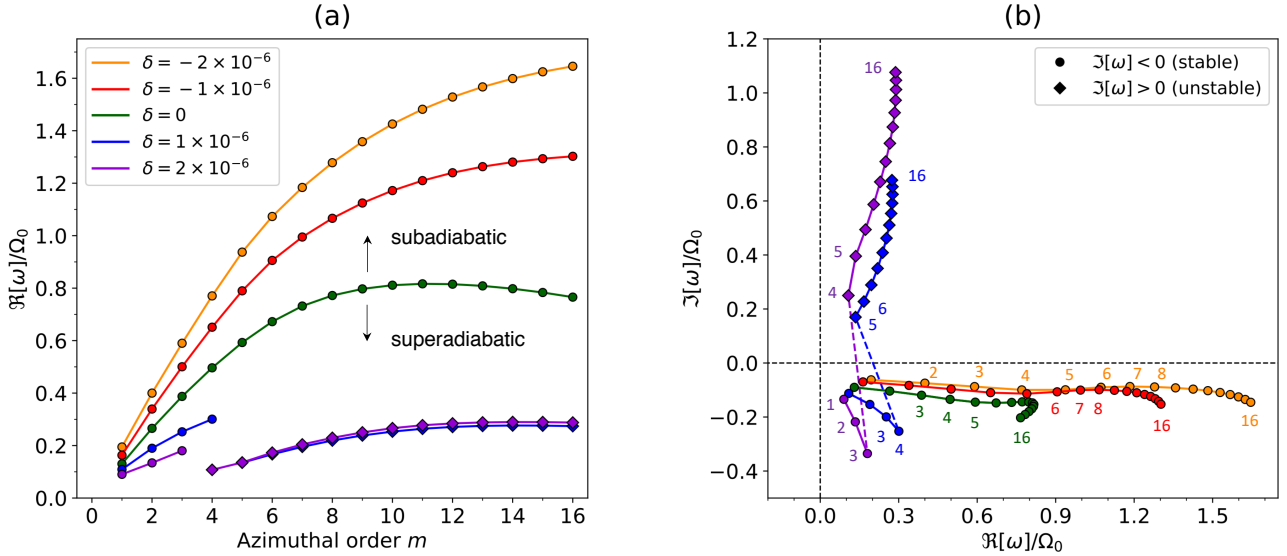 (a)
ℜ[ω]/Ω₀
1.6
1.4
1.2
1.0
0.8
0.6
0.4
0.2
0.0
δ = − 2 × 10⁻⁶
δ = − 1 × 10⁻⁶
δ = 0
δ = 1 × 10⁻⁶
δ = 2 × 10⁻⁶
subadiabatic
superadiabatic
0 2 4 6 8 10 12 14 16
Azimuthal order m
(b)
ℑ[ω]/Ω₀
1.2
1.0
0.8
0.6
0.4
0.2
0.0
−0.2
−0.4
ℑ[ω] < 0 (stable)
ℑ[ω] > 0 (unstable)
16
16
5
4
6
5
2 3 4 5 6 7 8
16
6 7 8
16
3 4 5
16
1
2
3
3
4
0.0 0.3 0.6 0.9 1.2 1.5
ℜ[ω]/Ω₀